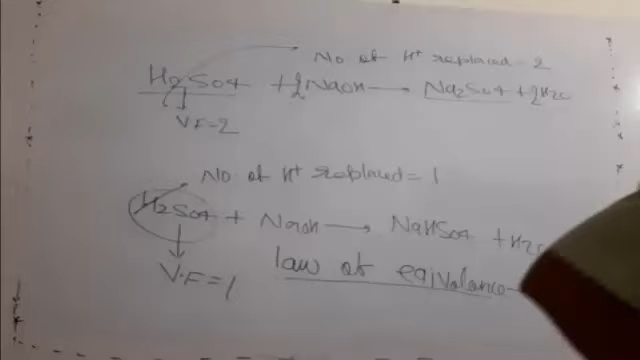 No of H+ replaced = 2
H2SO4 + 2NaOH → Na2SO4 + 2H2O
V.F=2
No of H+ replaced = 1
H2SO4 + NaOH → NaHSO4 + H2O
V.F=1
law of eqivalance